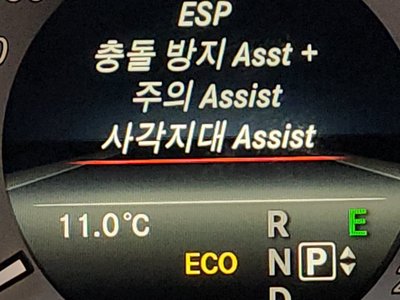 ESP
충돌 방지 Asst +
주의 Assist
사각지대 Assist
11.0°C
R
E
ECO
N
P
D